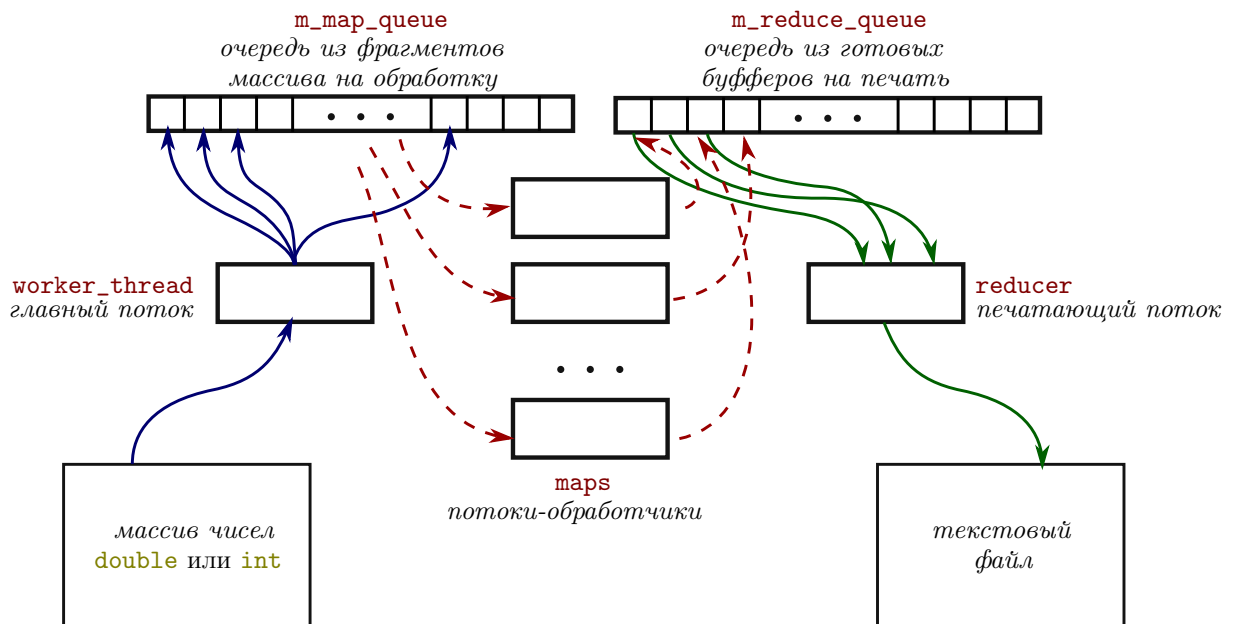 m_map_queue
очередь из фрагментов
массива на обработку
m_reduce_queue
очередь из готовых
буфферов на печать
worker_thread
главный поток
reducer
печатающий поток
maps
потоки-обработчики
массив чисел
double или int
текстовый
файл